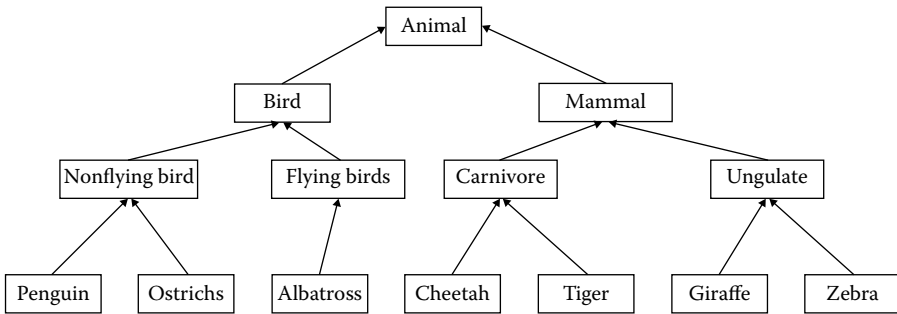 Animal
Bird
Mammal
Nonflying bird
Flying birds
Carnivore
Ungulate
Penguin
Ostrichs
Albatross
Cheetah
Tiger
Giraffe
Zebra